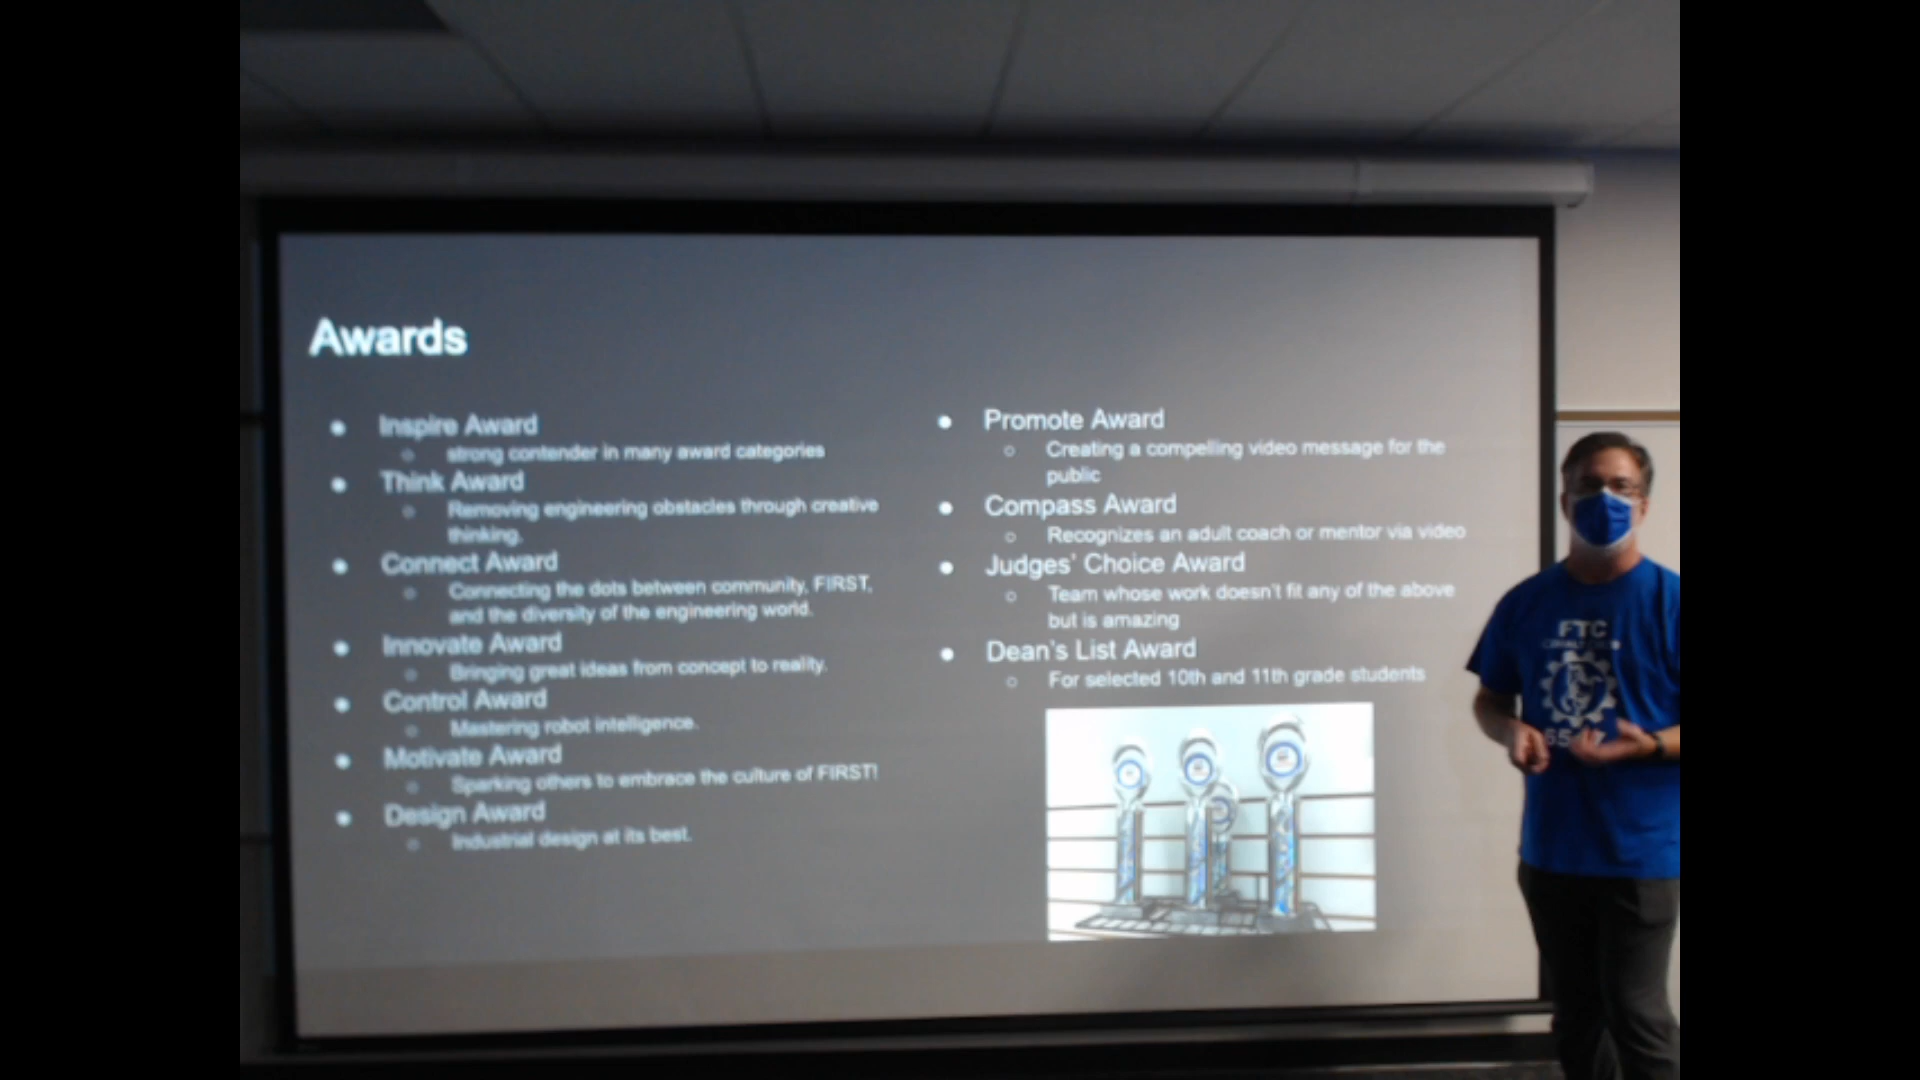 Awards
Inspire Award
strong contender in many award categories
Think Award
Removing engineering obstacles through creative
thinking.
Connect Award
Connecting the dots between community, FIRST,
and the diversity of the engineering world.
Innovate Award
Bringing great ideas from concept to reality.
Control Award
Mastering robot intelligence.
Motivate Award
Sparking others to embrace the culture of FIRST!
Design Award
Industrial design at its best.
Promote Award
Creating a compelling video message for the
public
Compass Award
Recognizes an adult coach or mentor via video
Judges' Choice Award
Team whose work doesn't fit any of the above
but is amazing
Dean's List Award
For selected 10th and 11th grade students
FTC